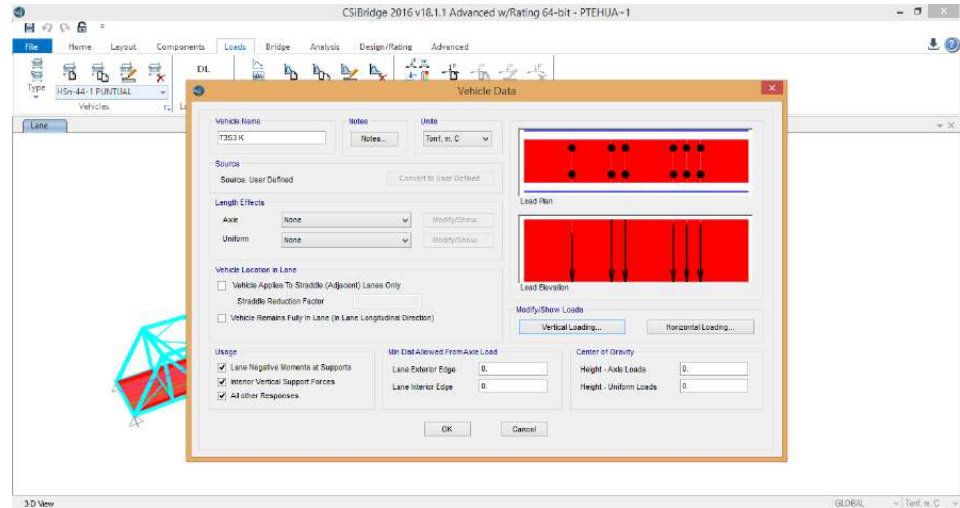 CSiBridge 2016 v18.1.1 Advanced w/Rating 64-bit - PTEHUA~1
File Home Layout Components Loads Bridge Analysis Design/Rating Advanced
Type
HSn-44-1 PUNTUAL
DL
Vehicles
Lane
Vehicle Data
Vehicle Name
T3S3 K
Notes
Notes...
Units
Tonf, m, C
Source
Source: User Defined
Convert to User Defined
Length Effects
Axle None Modify/Show...
Uniform None Modify/Show...
Vehicle Location in Lane
Vehicle Applies To Straddle (Adjacent) Lanes Only
Straddle Reduction Factor
Vehicle Remains Fully In Lane (In Lane Longitudinal Direction)
Usage
Lane Negative Moments at Supports
Interior Vertical Support Forces
All other Responses
Min Dist Allowed From Axle Load
Lane Exterior Edge 0.
Lane Interior Edge 0.
Load Plan
Load Elevation
Modify/Show Loads
Vertical Loading... Horizontal Loading...
Center of Gravity
Height - Axle Loads 0.
Height - Uniform Loads 0.
OK Cancel
3-D View
GLOBAL Tonf, m, C